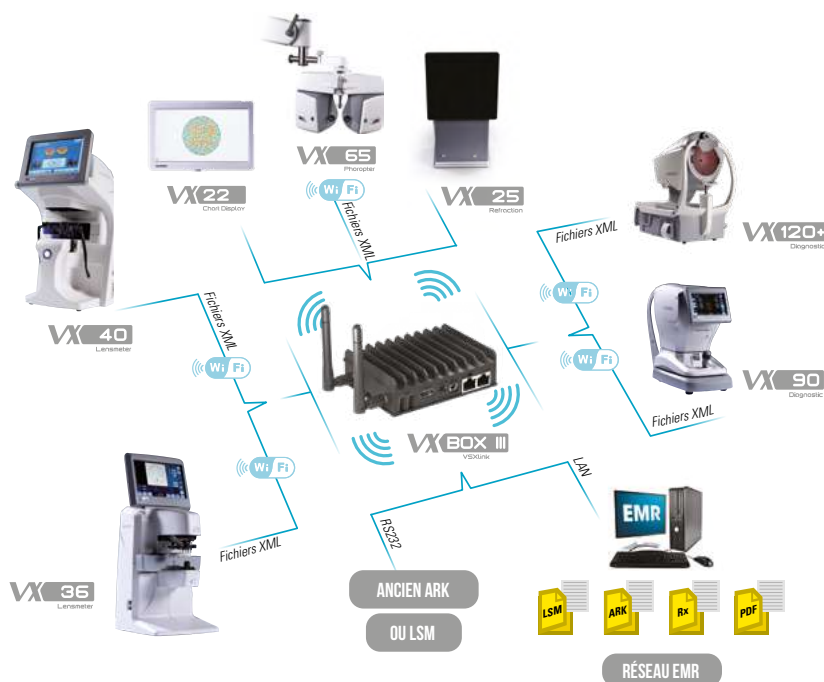 VX 22
Chart Display
VX 65
Phoropter
VX 25
Refraction
Wi Fi
Fichiers XML
VX 120+
Diagnostic
Fichiers XML
Wi Fi
VX 40
Lensmeter
Fichiers XML
Wi Fi
Wi Fi
VX 90
Diagnostic
Fichiers XML
VX BOX III
VSXlink
Wi Fi
LAN
RS232
EMR
Fichiers XML
VX 36
Lensmeter
ANCIEN ARK
OU LSM
LSM
ARK
Rx
PDF
RÉSEAU EMR